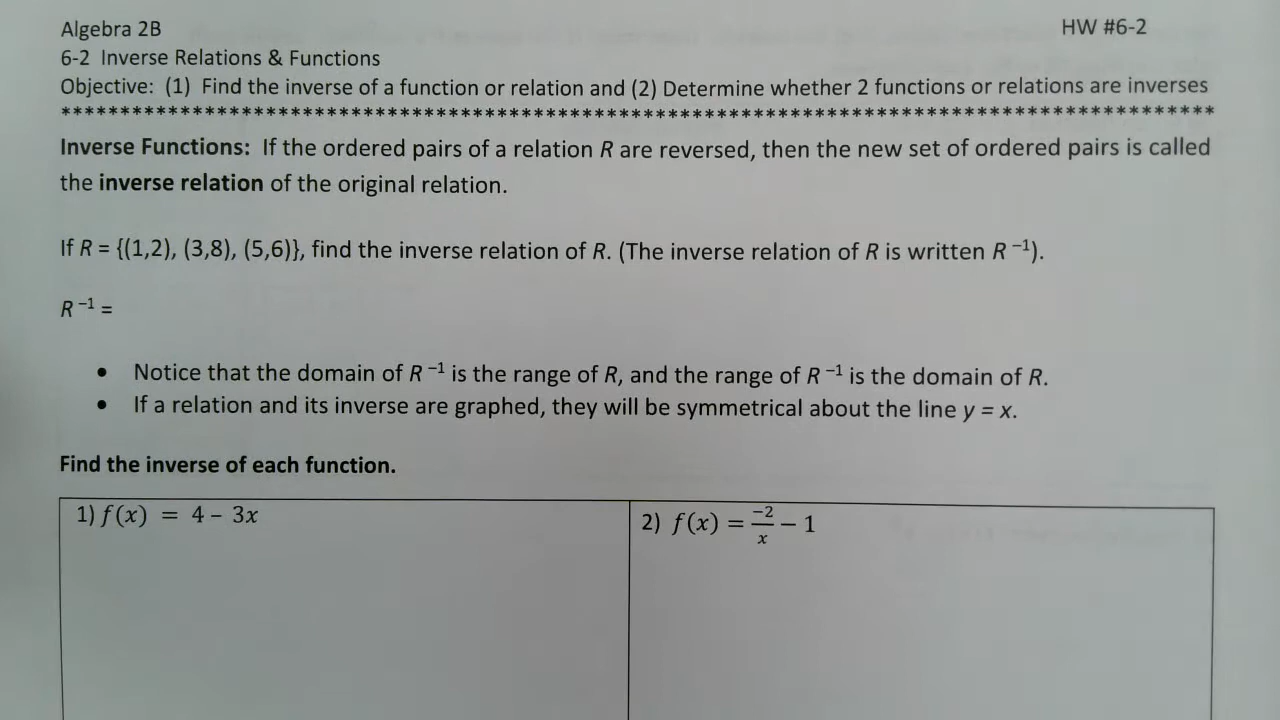 Algebra 2B HW #6-2
6-2 Inverse Relations & Functions
Objective: (1) Find the inverse of a function or relation and (2) Determine whether 2 functions or relations are inverses
************************************************************************************************
Inverse Functions: If the ordered pairs of a relation R are reversed, then the new set of ordered pairs is called
the inverse relation of the original relation.
If R = {(1,2), (3,8), (5,6)}, find the inverse relation of R. (The inverse relation of R is written R⁻¹).
R⁻¹ =
• Notice that the domain of R⁻¹ is the range of R, and the range of R⁻¹ is the domain of R.
• If a relation and its inverse are graphed, they will be symmetrical about the line y = x.
Find the inverse of each function.
1) f(x) = 4 – 3x
2) f(x) = −2/x − 1